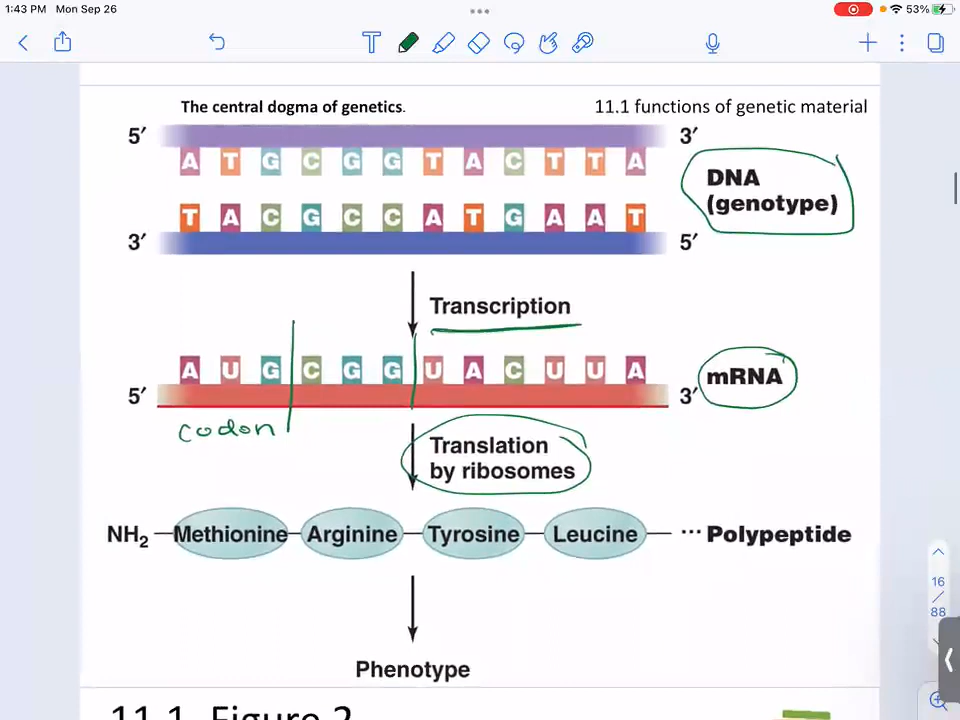 1:43 PM Mon Sep 26
53%
The central dogma of genetics.
11.1 functions of genetic material
5′ 3′
A T G C G G T A C T T A
DNA
(genotype)
T A C G C C A T G A A T
3′ 5′
Transcription
A U G C G G U A C U U A
5′ 3′ mRNA
codon
Translation
by ribosomes
NH2 Methionine Arginine Tyrosine Leucine ··· Polypeptide
16
/
88
Phenotype
11.1 Figure 2